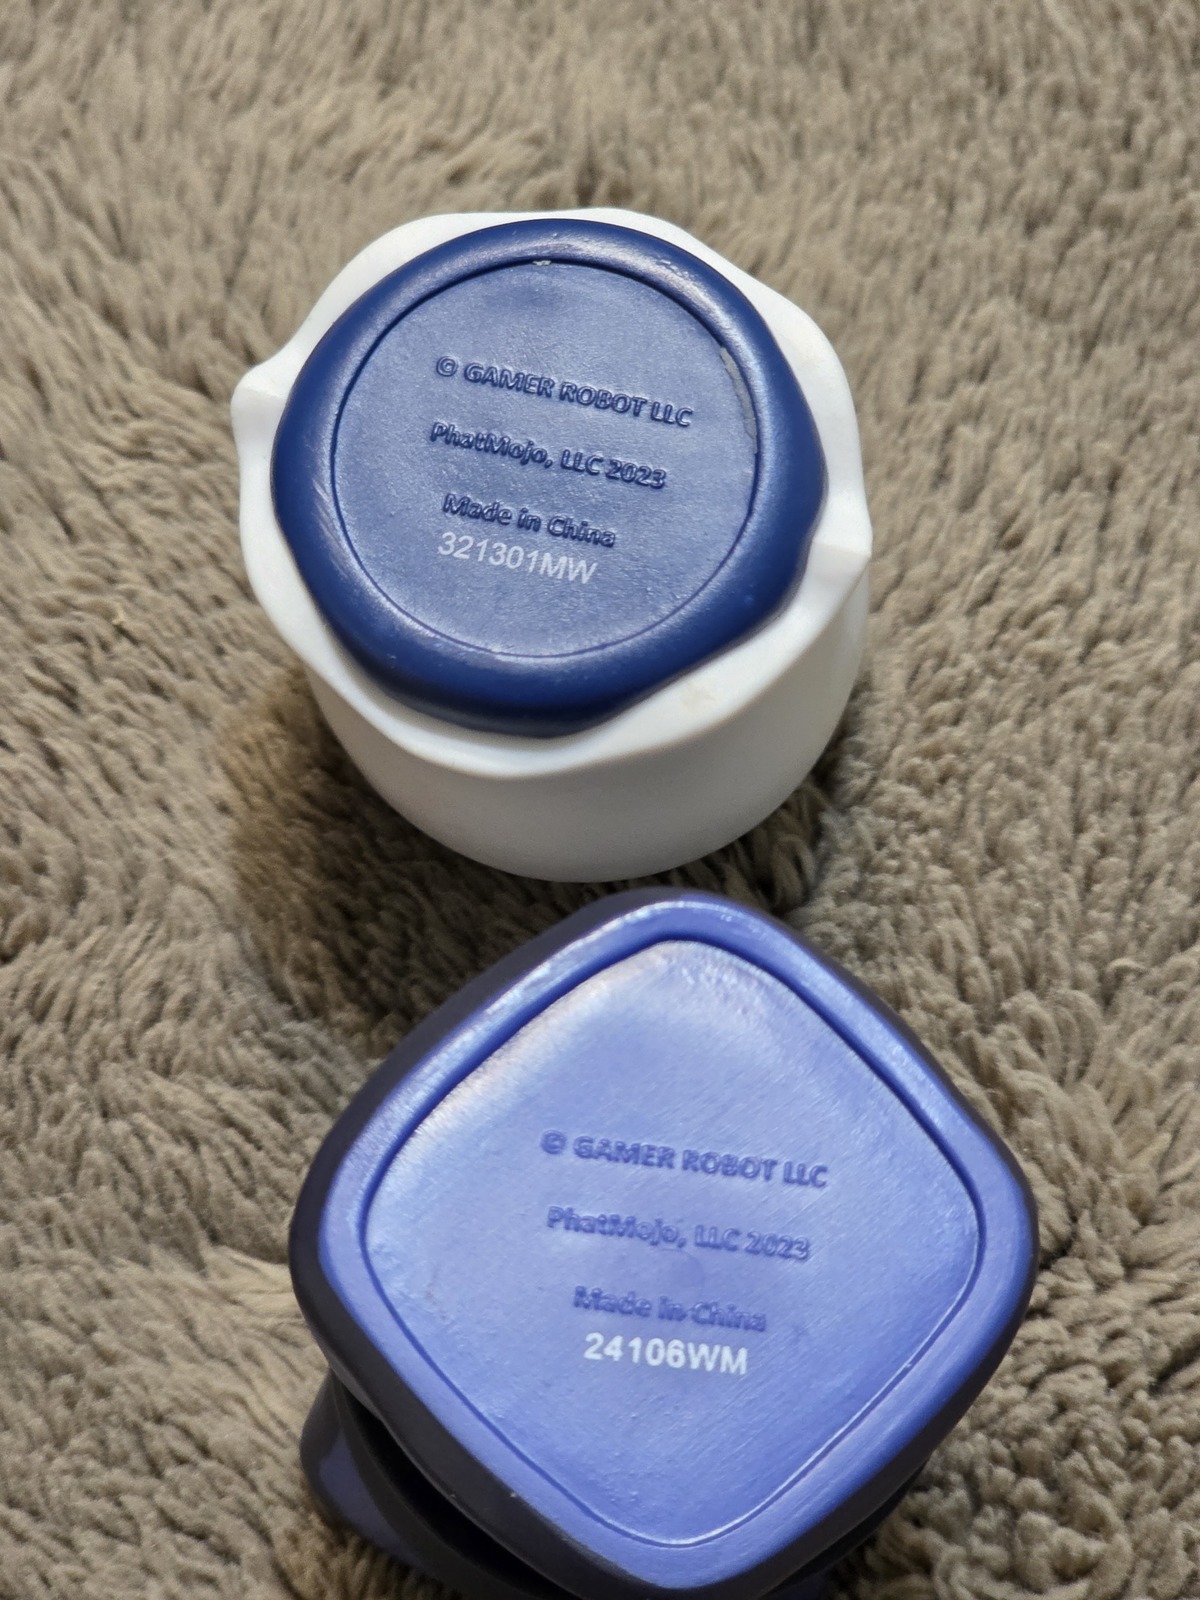 © GAMER ROBOT LLC
PhatMojo, LLC 2023
Made in China
321301MW
© GAMER ROBOT LLC
PhatMojo, LLC 2023
Made in China
24106WM